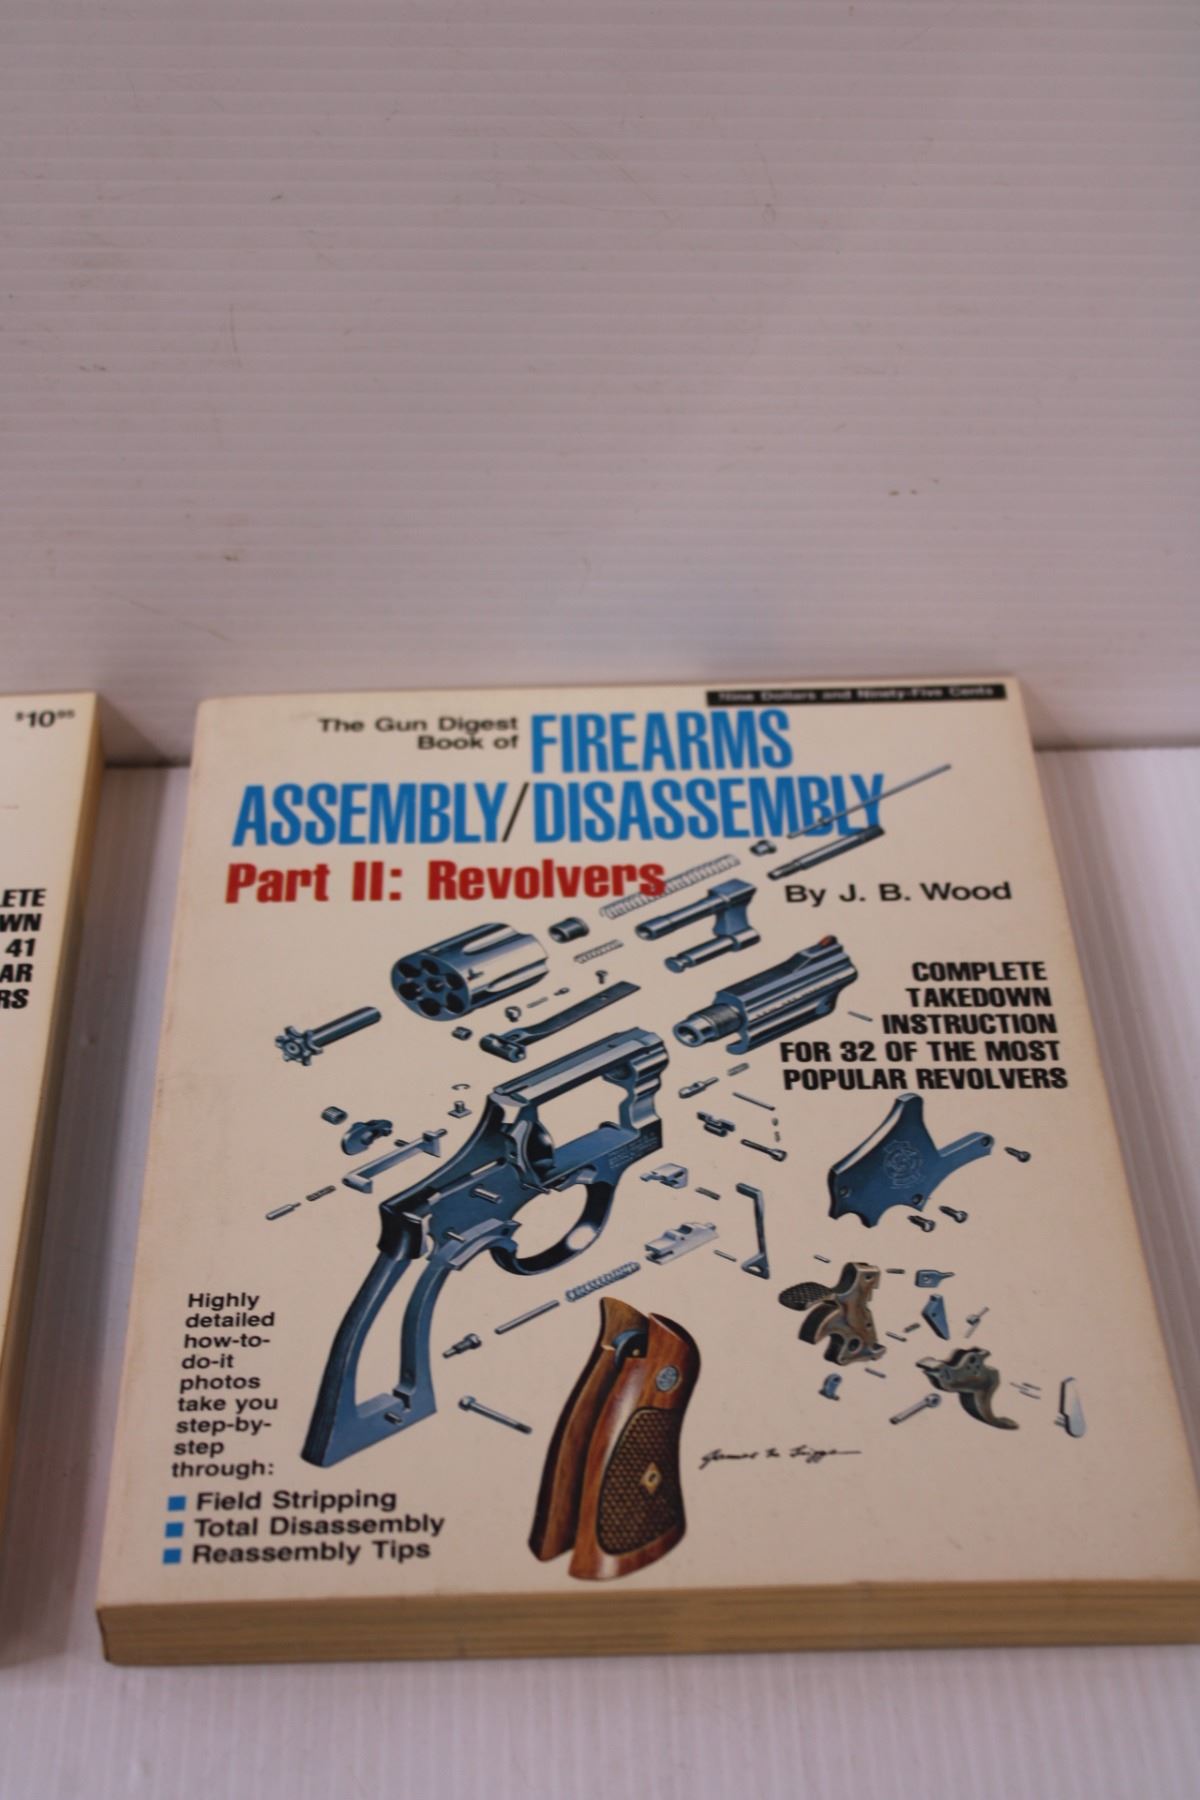 $10⁹⁵
LETE
WN
41
AR
RS
Nine Dollars and Ninety-Five Cents
The Gun Digest
Book of FIREARMS
ASSEMBLY/DISASSEMBLY
Part II: Revolvers
By J. B. Wood
COMPLETE
TAKEDOWN
INSTRUCTION
FOR 32 OF THE MOST
POPULAR REVOLVERS
Highly
detailed
how-to-
do-it
photos
take you
step-by-
step
through:
Field Stripping
Total Disassembly
Reassembly Tips